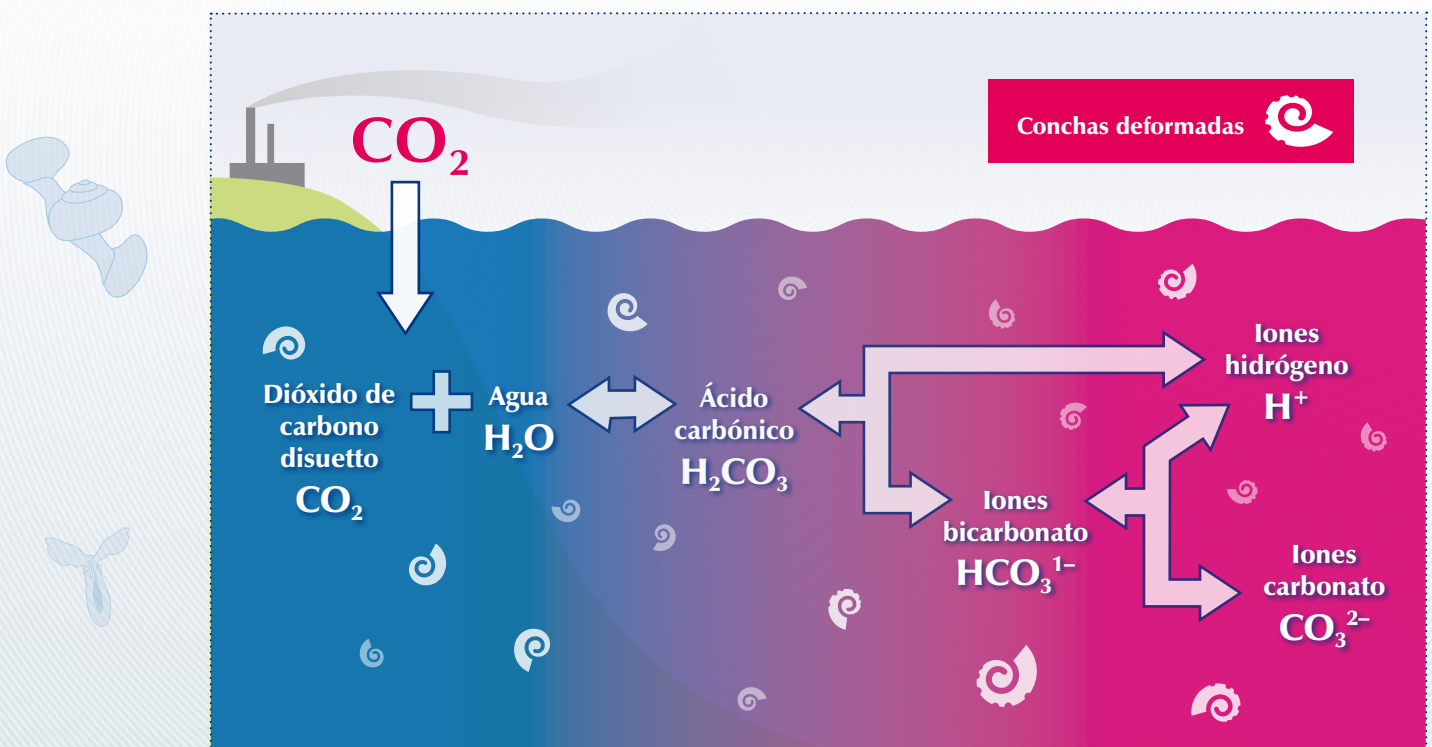 CO₂
Conchas deformadas
Dióxido de
carbono
disuetto
CO₂
Agua
H₂O
Ácido
carbónico
H₂CO₃
Iones
hidrógeno
H⁺
Iones
bicarbonato
HCO₃¹⁻
Iones
carbonato
CO₃²⁻